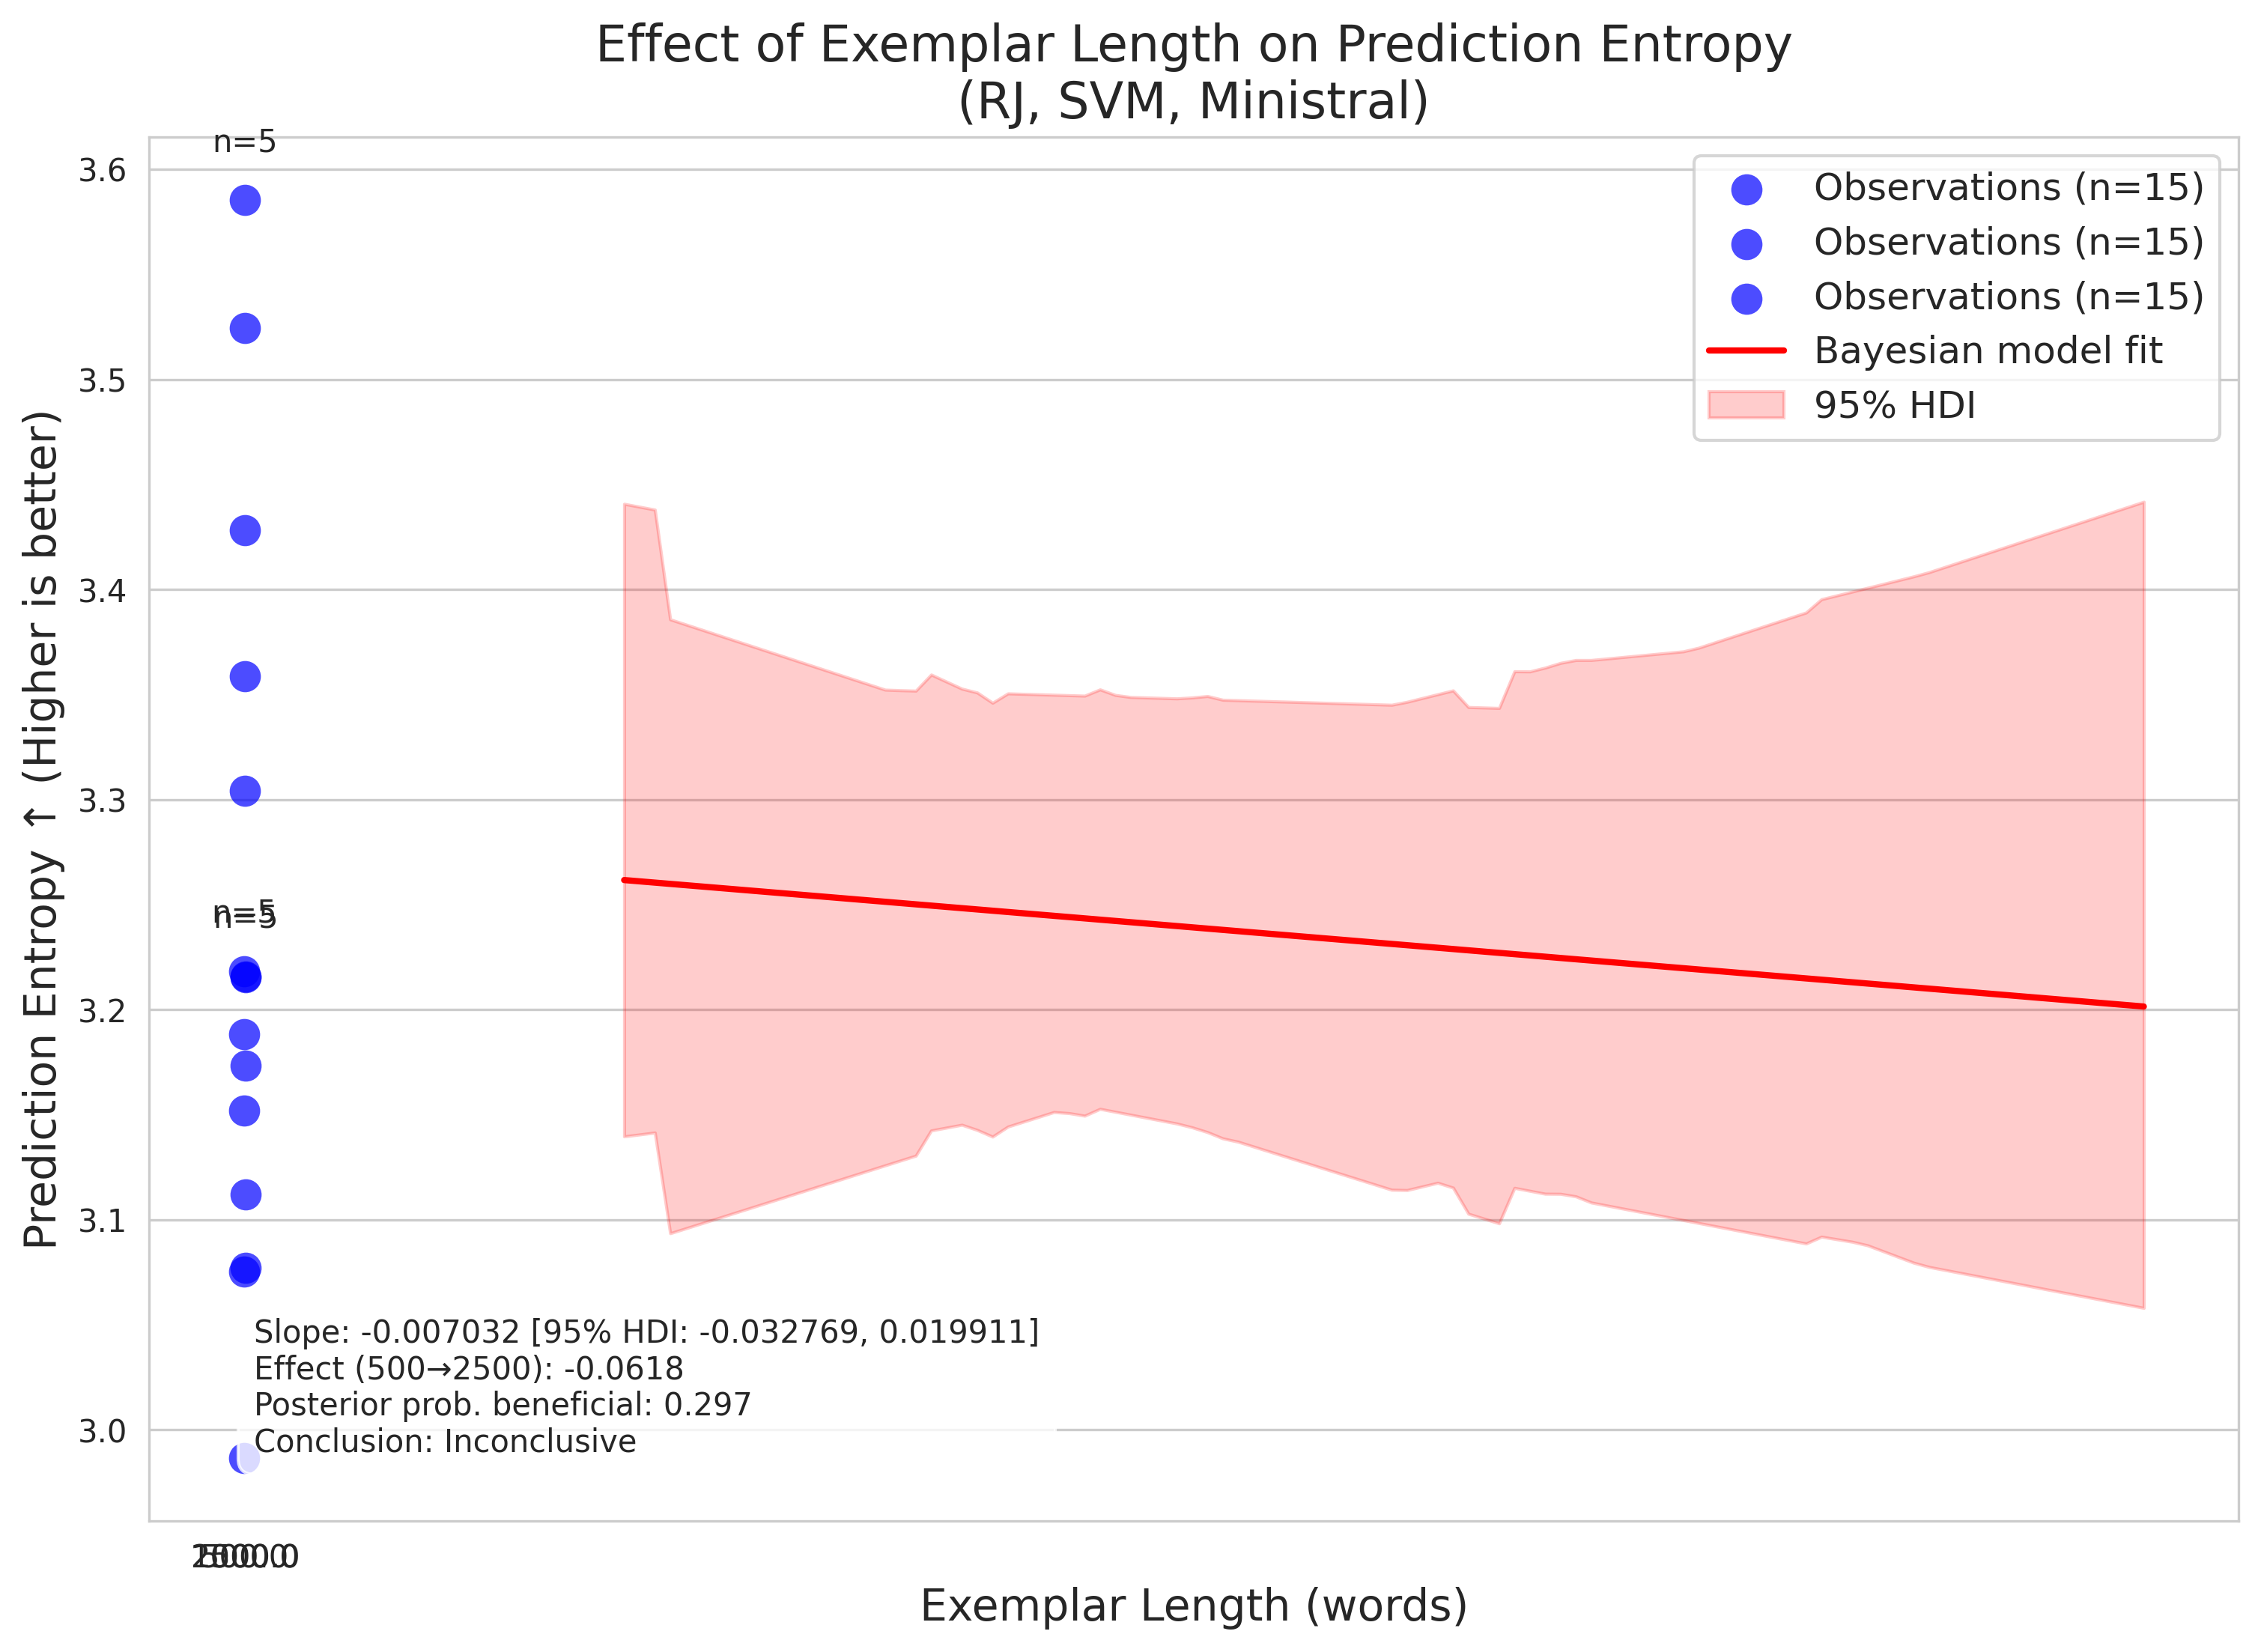 Effect of Exemplar Length on Prediction Entropy
(RJ, SVM, Ministral)
n=5
3.6
3.5
3.4
3.3
3.2
3.1
3.0
Prediction Entropy ↑ (Higher is better)
Observations (n=15)
Observations (n=15)
Observations (n=15)
Bayesian model fit
95% HDI
n=5
n=5
Slope: -0.007032 [95% HDI: -0.032769, 0.019911]
Effect (500→2500): -0.0618
Posterior prob. beneficial: 0.297
Conclusion: Inconclusive
Exemplar Length (words)